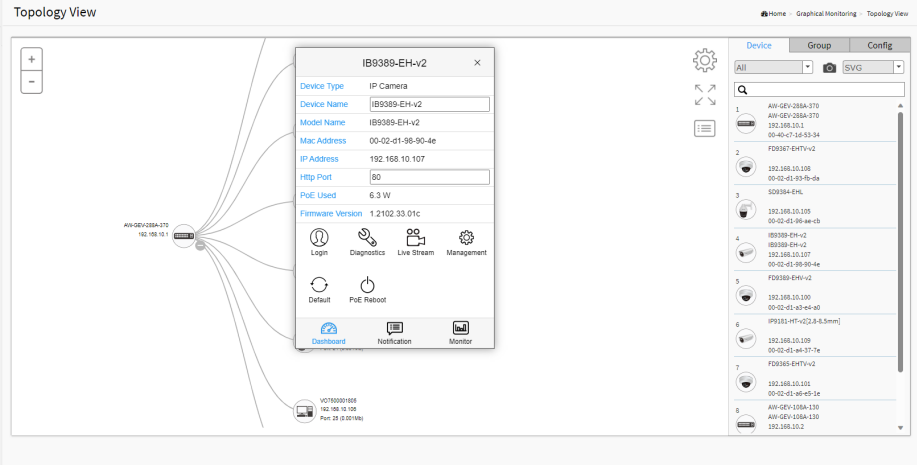 Topology View
Home > Graphical Monitoring > Topology View
+
-
AW-GEV-288A-370
192.168.10.1
VOT500001805
192.168.10.106
Port: 25 (0.001Mb)
IB9389-EH-v2 ×
Device Type IP Camera
Device Name IB9389-EH-v2
Model Name IB9389-EH-v2
Mac Address 00-02-d1-98-90-4e
IP Address 192.168.10.107
Http Port 80
PoE Used 6.3 W
Firmware Version 1.2102.33.01c
Login Diagnostics Live Stream Management
Default PoE Reboot
Dashboard Notification Monitor
Device Group Config
All SVG
1 AW-GEV-288A-370
AW-GEV-288A-370
192.168.10.1
00-40-c7-1d-53-34
2 FD9367-EHTV-v2
192.168.10.108
00-02-d1-93-fb-da
3 SD9384-EHL
192.168.10.105
00-02-d1-96-ae-cb
4 IB9389-EH-v2
IB9389-EH-v2
192.168.10.107
00-02-d1-98-90-4e
5 FD9389-EHV-v2
192.168.10.100
00-02-d1-a3-e4-a0
6 IP9181-HT-v2[2.8-8.5mm]
192.168.10.109
00-02-d1-a4-37-7e
7 FD9365-EHTV-v2
192.168.10.101
00-02-d1-a6-e5-1e
8 AW-GEV-108A-130
AW-GEV-108A-130
192.168.10.2